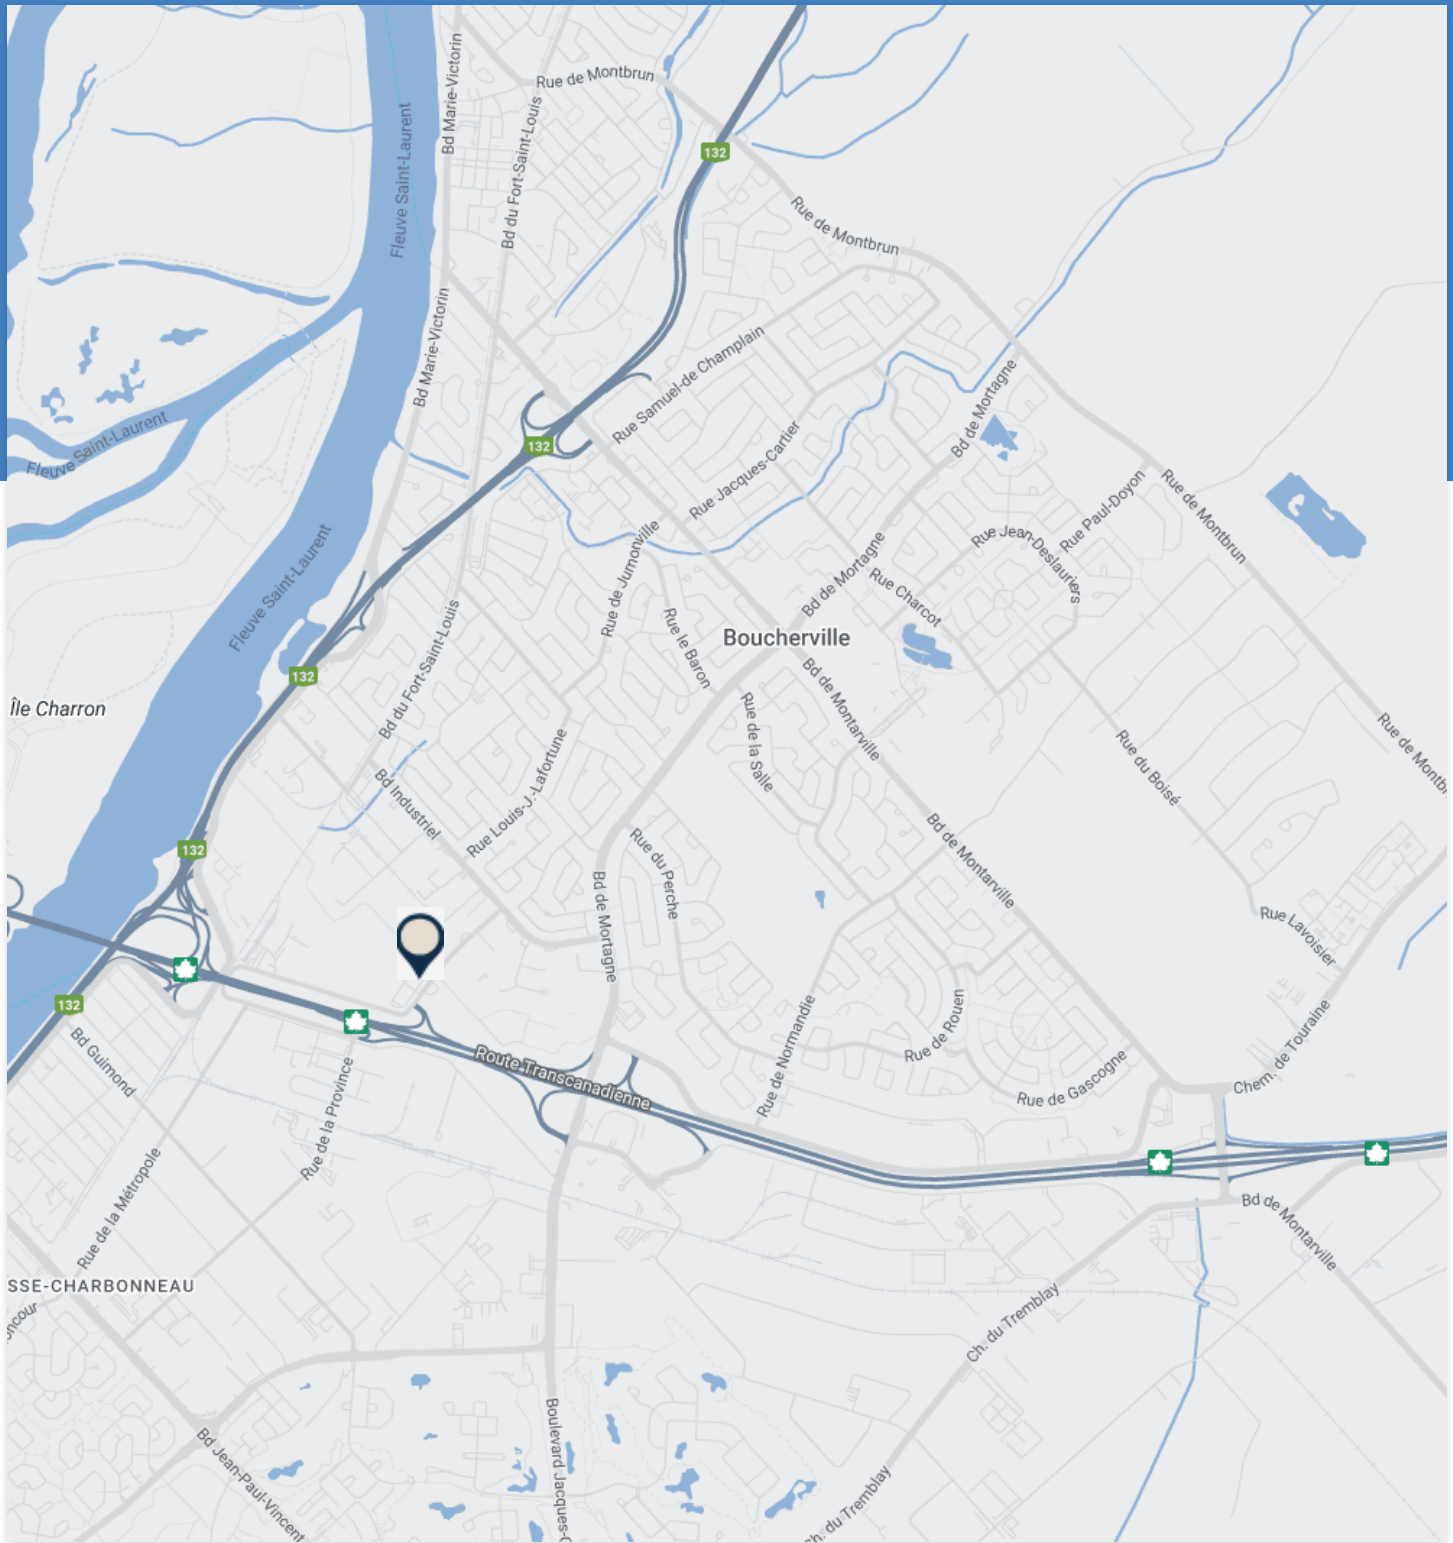 Bd Marie-Victorin
Rue de Montbrun
Bd du Fort-Saint-Louis
Fleuve Saint-Laurent
132
Rue de Montbrun
Bd Marie-Victorin
Rue Samuel-de Champlain
Bd de Mortagne
Fleuve Saint-Laurent
132
Rue Jacques-Cartier
Rue Paul-Doyon
Rue de Montbrun
Rue Jean-Deslauriers
Fleuve Saint-Laurent
Rue de Jumonville
Bd de Mortagne
Rue Charcot
Bd du Fort-Saint-Louis
Rue le Baron
Boucherville
132
Île Charron
Bd de Montarville
Rue de la Salle
Rue du Boisé
Rue de Montb
Bd Industriel
Rue Louis-J.-Lafortune
132
Rue du Perche
Bd de Mortagne
Bd de Montarville
Rue Lavoisier
132
Bd Guimond
Rue de la Province
Route Transcanadienne
Rue de Normandie
Rue de Rouen
Rue de Gascogne
Chem. de Touraine
Rue de la Métropole
Bd de Montarville
SSE-CHARBONNEAU
oncour
Ch. du Tremblay
Bd Jean-Paul-Vincent
Boulevard Jacques-C
Ch. du Tremblay